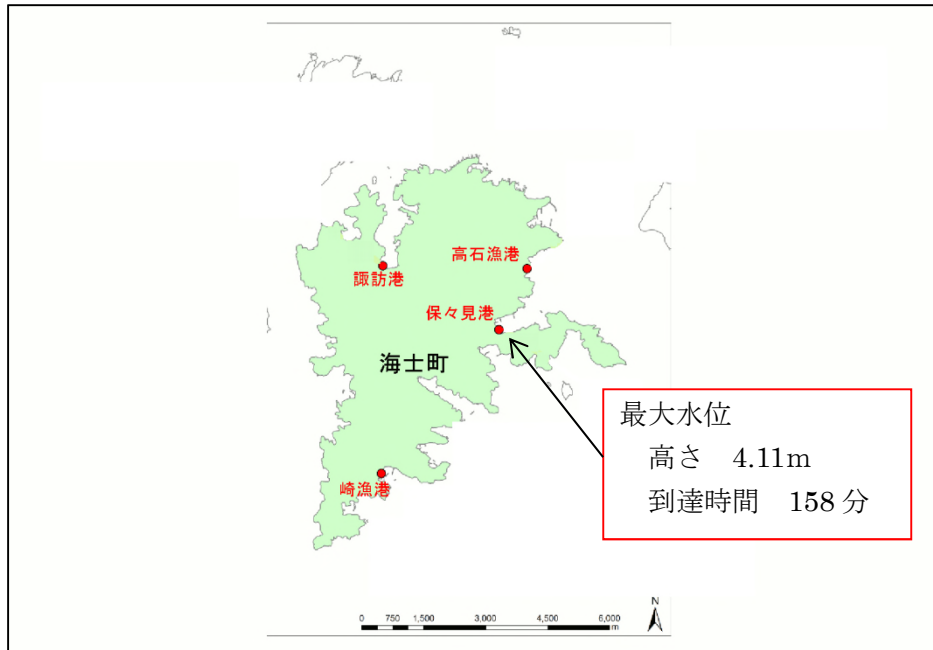 高石漁港
諏訪港
保々見港
海士町
最大水位
高さ 4.11m
到達時間 158分
崎漁港
N
0 750 1,500 3,000 4,500 6,000
m